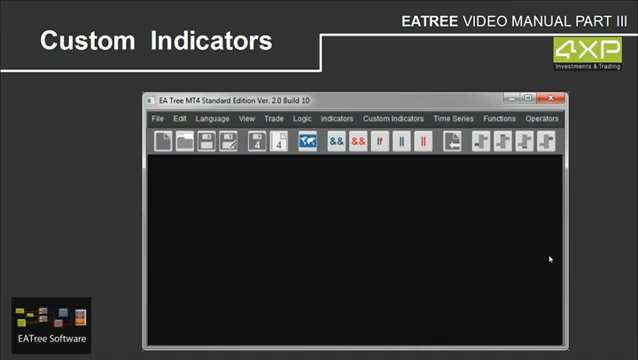 Custom Indicators
EATREE VIDEO MANUAL PART III
4XP
Investments & Trading
EA Tree MT4 Standard Edition Ver. 2.0 Build 10
File Edit Language View Trade Logic Indicators Custom Indicators Time Series Functions Operators
4 4 && && if || ||
EATree Software